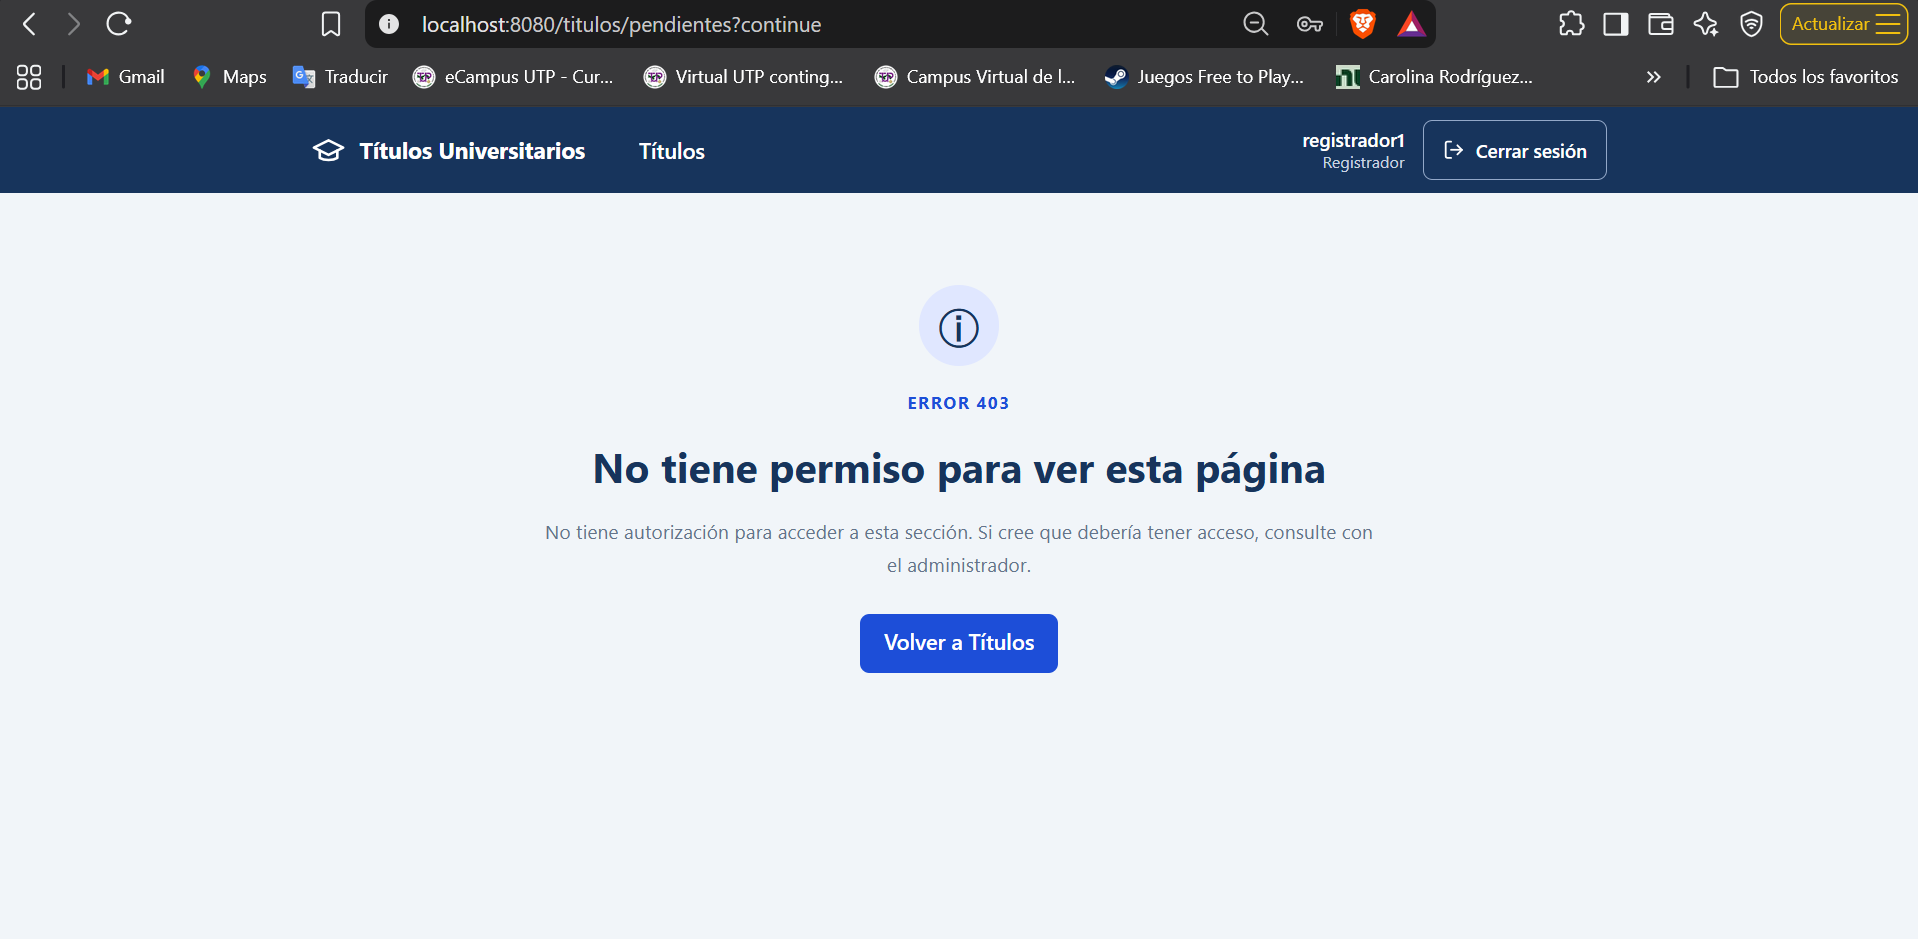 localhost:8080/titulos/pendientes?continue
Actualizar
Gmail
Maps
Traducir
eCampus UTP - Cur...
Virtual UTP conting...
Campus Virtual de l...
Juegos Free to Play...
Carolina Rodríguez...
Todos los favoritos
Títulos Universitarios
Títulos
registrador1
Registrador
Cerrar sesión
ERROR 403
No tiene permiso para ver esta página
No tiene autorización para acceder a esta sección. Si cree que debería tener acceso, consulte con
el administrador.
Volver a Títulos